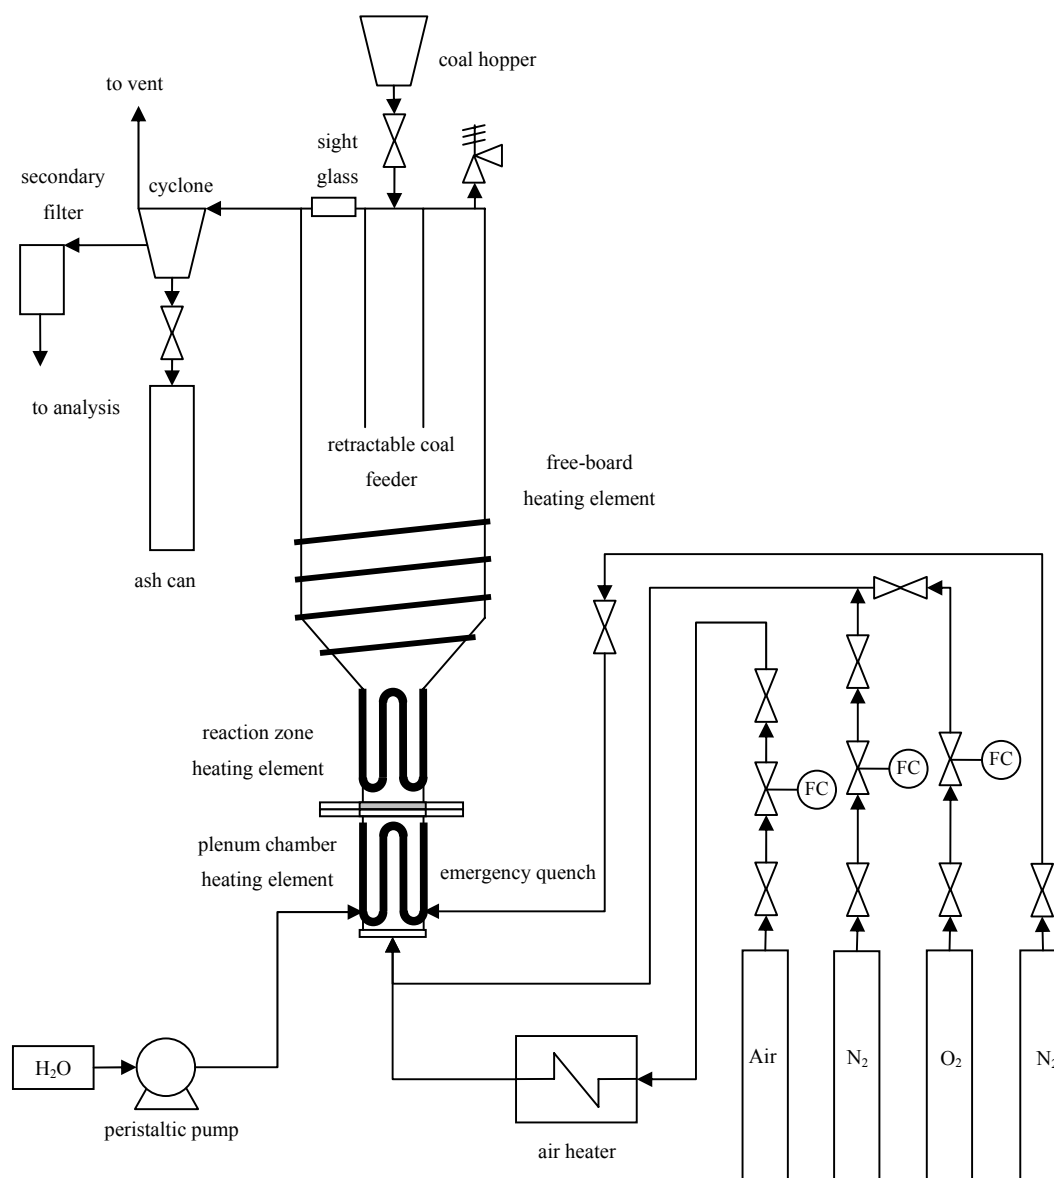 coal hopper
to vent
sight
glass
secondary
filter
cyclone
to analysis
retractable coal
feeder
free-board
heating element
ash can
reaction zone
heating element
FC
FC
FC
plenum chamber
heating element
emergency quench
H₂O
Air
N₂
O₂
N₂
peristaltic pump
air heater